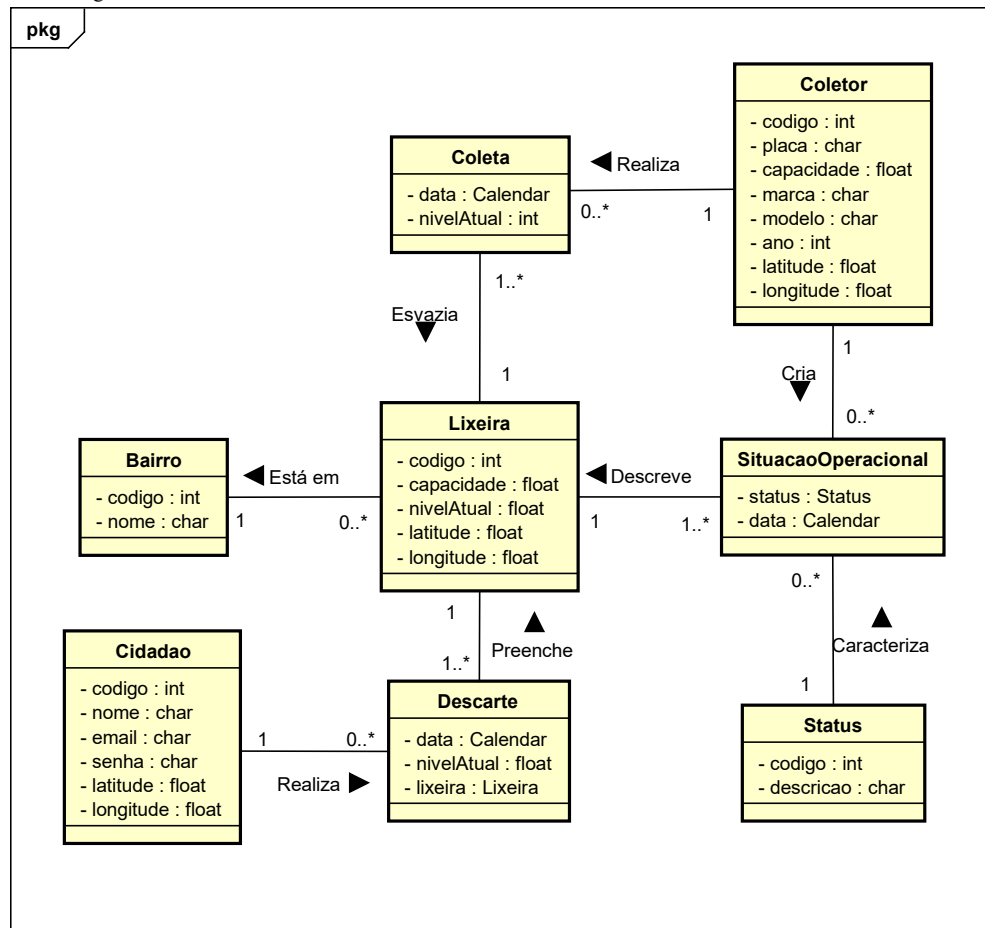 pkg
Coletor
- codigo : int
- placa : char
- capacidade : float
- marca : char
- modelo : char
- ano : int
- latitude : float
- longitude : float
Coleta
- data : Calendar
- nivelAtual : int
Realiza
0..*
1
1..*
Esvazia
1
1
Cria
0..*
Lixeira
- codigo : int
- capacidade : float
- nivelAtual : float
- latitude : float
- longitude : float
Bairro
- codigo : int
- nome : char
Está em
1
0..*
SituacaoOperacional
- status : Status
- data : Calendar
Descreve
1
1..*
0..*
Caracteriza
1
1
Preenche
1..*
Cidadao
- codigo : int
- nome : char
- email : char
- senha : char
- latitude : float
- longitude : float
1
0..*
Realiza
Descarte
- data : Calendar
- nivelAtual : float
- lixeira : Lixeira
Status
- codigo : int
- descricao : char